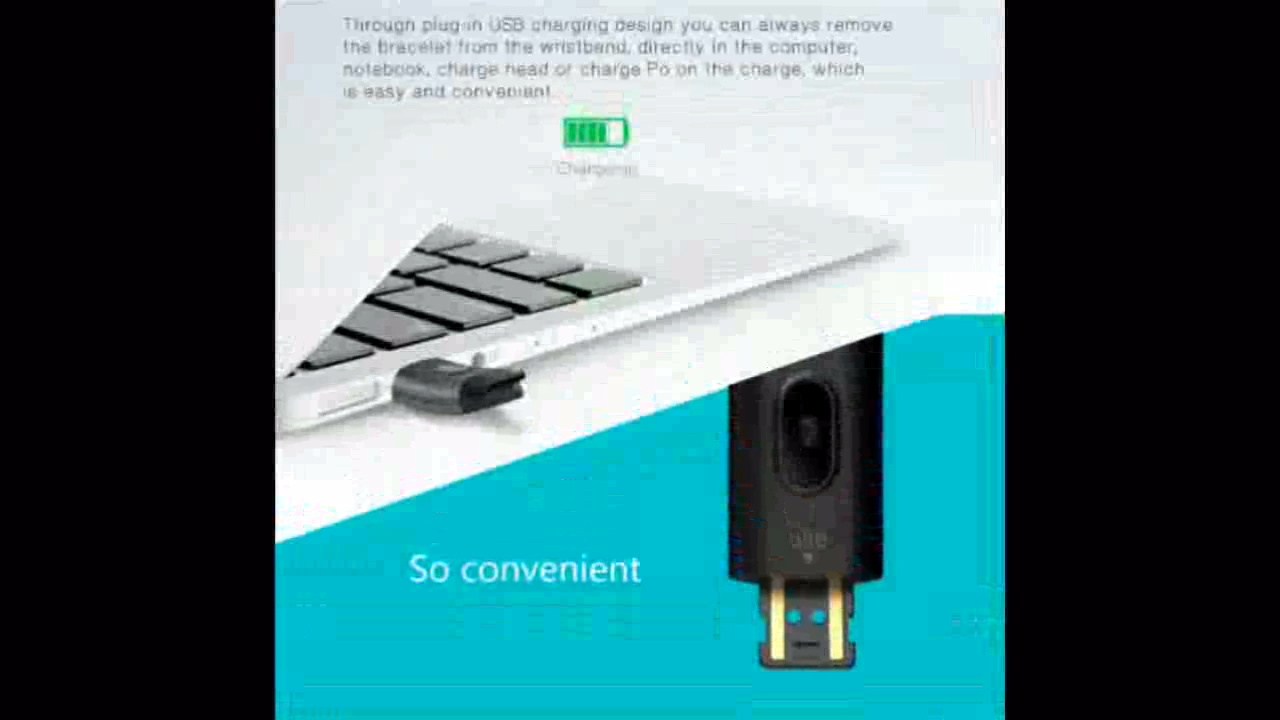 Through plug-in USB charging design you can always remove
the bracelet from the wristband, directly in the computer,
notebook, charge head or charge Po on the charge, which
is easy and convenient
Charge
So convenient